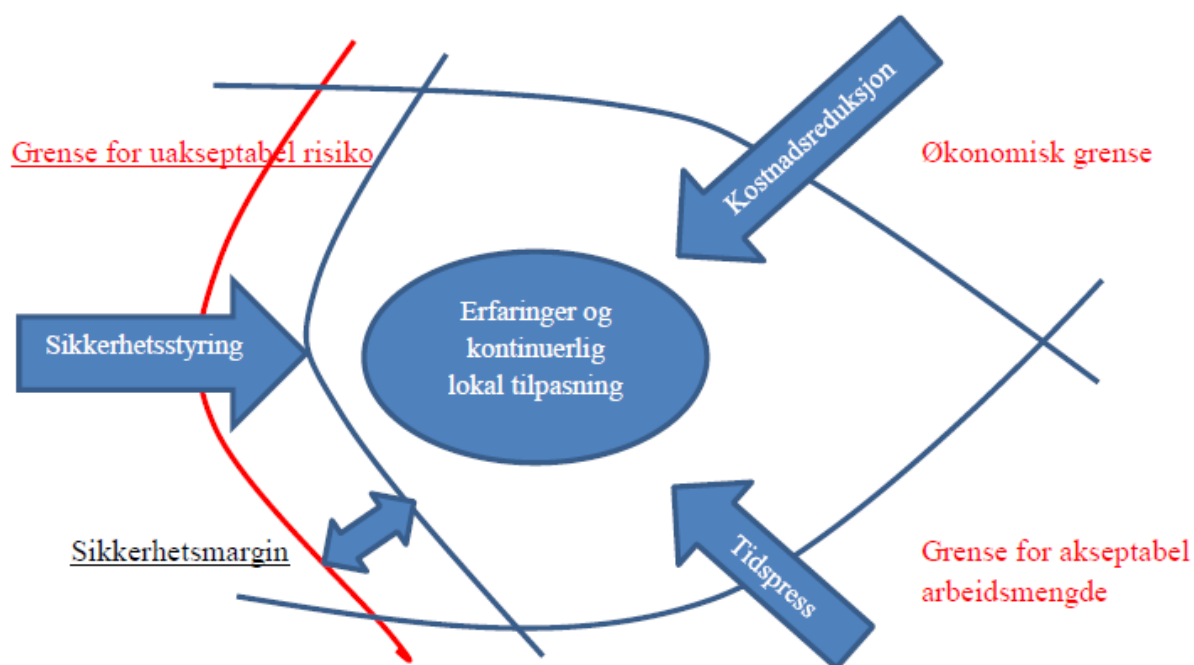 Kostnadsreduksjon
Grense for uakseptabel risiko
Økonomisk grense
Erfaringer og
kontinuerlig
lokal tilpasning
Sikkerhetsstyring
Sikkerhetsmargin
Tidspress
Grense for akseptabel
arbeidsmengde